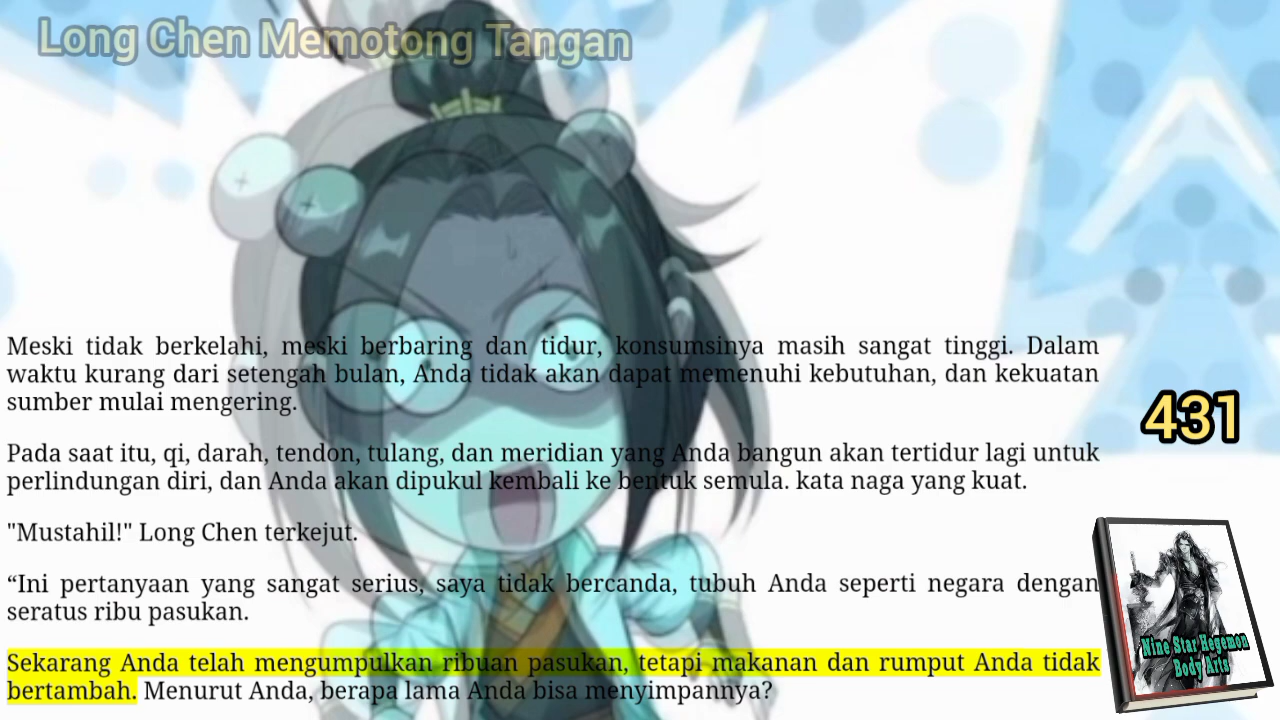 Long Chen Memotong Tangan
Meski tidak berkelahi, meski berbaring dan tidur, konsumsinya masih sangat tinggi. Dalam
waktu kurang dari setengah bulan, Anda tidak akan dapat memenuhi kebutuhan, dan kekuatan
sumber mulai mengering.
Pada saat itu, qi, darah, tendon, tulang, dan meridian yang Anda bangun akan tertidur lagi untuk
perlindungan diri, dan Anda akan dipukul kembali ke bentuk semula. kata naga yang kuat.
"Mustahil!" Long Chen terkejut.
“Ini pertanyaan yang sangat serius, saya tidak bercanda, tubuh Anda seperti negara dengan
seratus ribu pasukan.
Sekarang Anda telah mengumpulkan ribuan pasukan, tetapi makanan dan rumput Anda tidak
bertambah. Menurut Anda, berapa lama Anda bisa menyimpannya?
431
Nine Star Hegemon
Body Arts